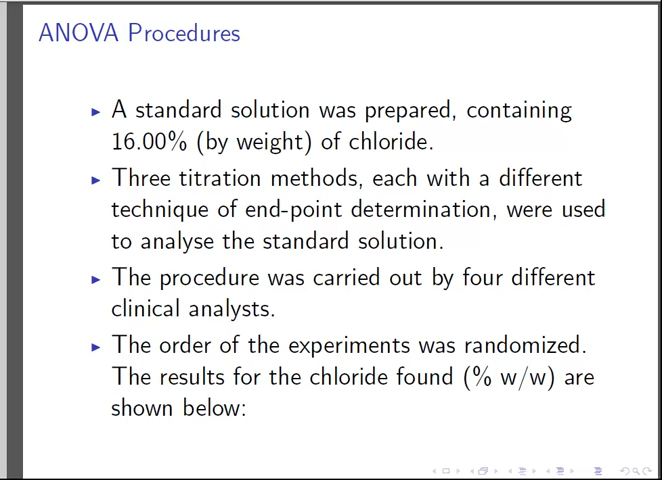 ANOVA Procedures
A standard solution was prepared, containing
16.00% (by weight) of chloride.
Three titration methods, each with a different
technique of end-point determination, were used
to analyse the standard solution.
The procedure was carried out by four different
clinical analysts.
The order of the experiments was randomized.
The results for the chloride found (% w/w) are
shown below: